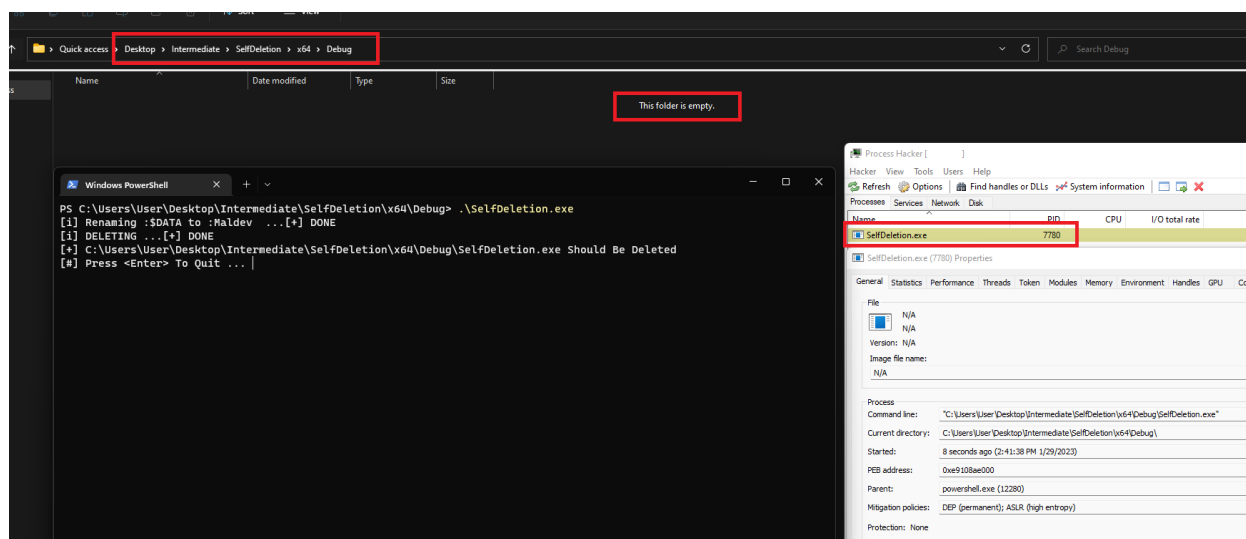 Quick access › Desktop › Intermediate › SelfDeletion › x64 › Debug
Search Debug
Name Date modified Type Size
This folder is empty.
Windows PowerShell
PS C:\Users\User\Desktop\Intermediate\SelfDeletion\x64\Debug> .\SelfDeletion.exe
[i] Renaming :$DATA to :Maldev ...[+] DONE
[i] DELETING ...[+] DONE
[+] C:\Users\User\Desktop\Intermediate\SelfDeletion\x64\Debug\SelfDeletion.exe Should Be Deleted
[#] Press <Enter> To Quit ...
Process Hacker [ ]
Hacker View Tools Users Help
Refresh Options Find handles or DLLs System information
Processes Services Network Disk
Name PID CPU I/O total rate
SelfDeletion.exe 7780
SelfDeletion.exe (7780) Properties
General Statistics Performance Threads Token Modules Memory Environment Handles GPU
File
N/A
N/A
Version: N/A
Image file name:
N/A
Process
Command line: "C:\Users\User\Desktop\Intermediate\SelfDeletion\x64\Debug\SelfDeletion.exe"
Current directory: C:\Users\User\Desktop\Intermediate\SelfDeletion\x64\Debug\
Started: 8 seconds ago (2:41:38 PM 1/29/2023)
PEB address: 0xe9108ae000
Parent: powershell.exe (12280)
Mitigation policies: DEP (permanent); ASLR (high entropy)
Protection: None